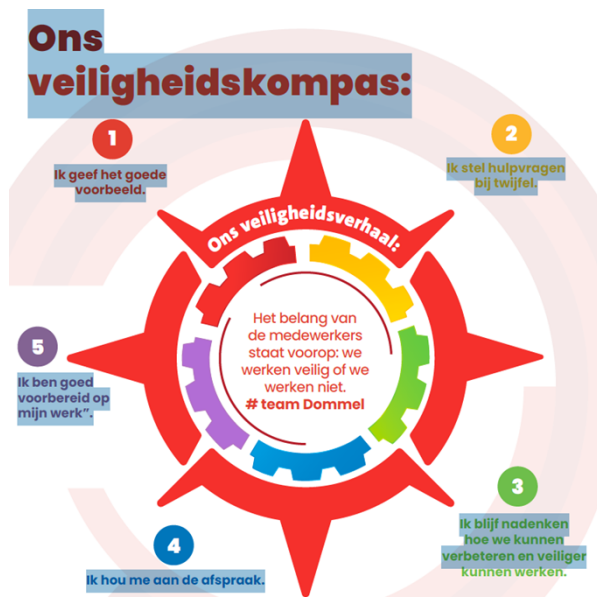 Ons
veiligheidskompas:
1
Ik geef het goede
voorbeeld.
2
Ik stel hulpvragen
bij twijfel.
Ons veiligheidsverhaal:
Het belang van
de medewerkers
staat voorop: we
werken veilig of we
werken niet.
# team Dommel
5
Ik ben goed
voorbereid op
mijn werk”.
3
Ik blijf nadenken
hoe we kunnen
verbeteren en veiliger
kunnen werken.
4
Ik hou me aan de afspraak.